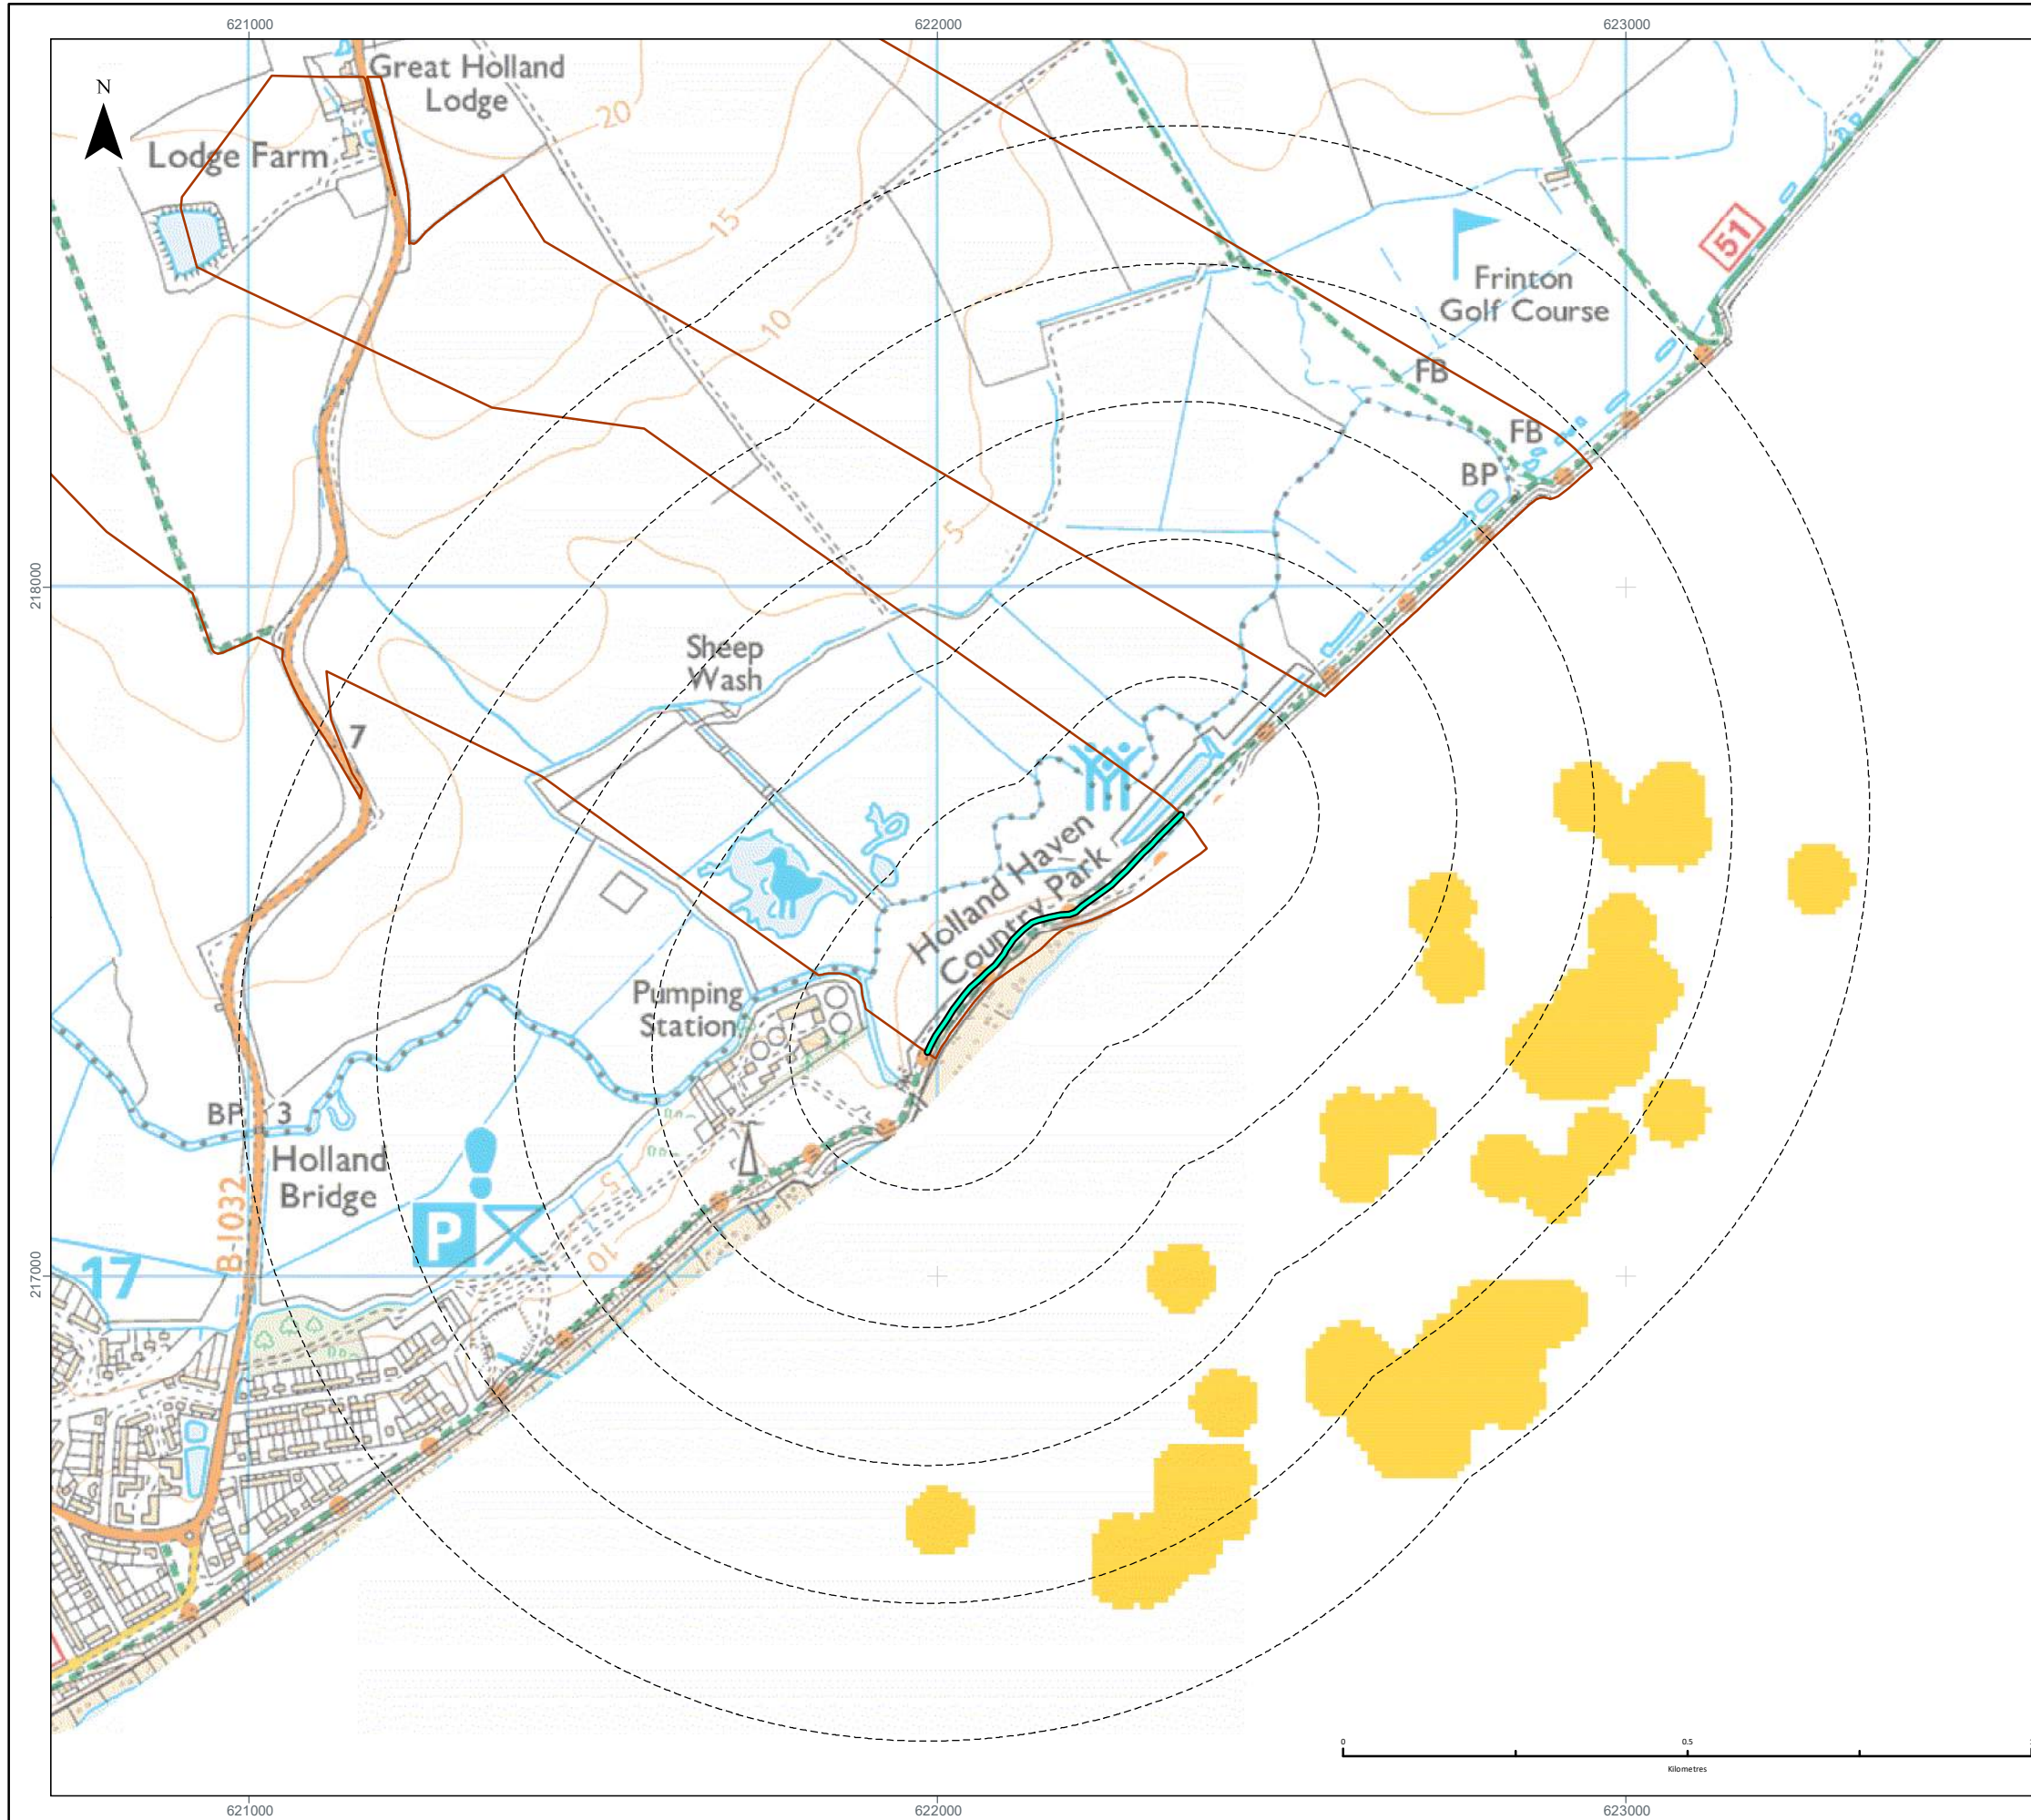 621000
622000
623000
N
Great Holland
Lodge
20
Lodge Farm
15
51
Frinton
Golf Course
10
FB
FB
BP
5
218000
Sheep
Wash
7
Holland Haven
Country Park
Pumping
Station
BP 3
Holland
Bridge
B 1032
5
P
10
17
217000
0
0.5
Kilometres
621000
622000
623000